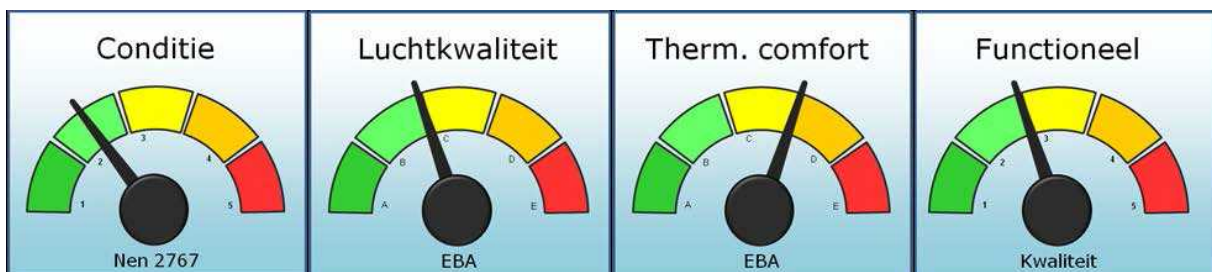 Conditie
1
2
3
4
5
Nen 2767
Luchtkwaliteit
A
B
C
D
E
EBA
Therm. comfort
A
B
C
D
E
EBA
Functioneel
1
2
3
4
5
Kwaliteit